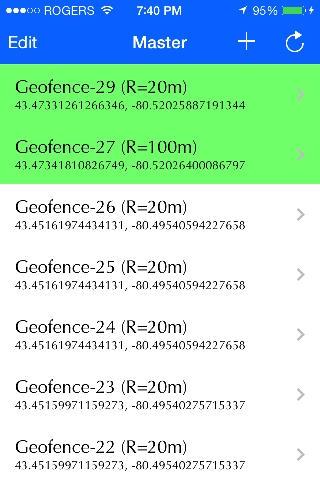 ROGERS 7:40 PM 95%
Edit Master
Geofence-29 (R=20m)
43.47331261266346, -80.52025887191344
Geofence-27 (R=100m)
43.47341810826749, -80.52026400086797
Geofence-26 (R=20m)
43.45161974434131, -80.49540594227658
Geofence-25 (R=20m)
43.45161974434131, -80.49540594227658
Geofence-24 (R=20m)
43.45161974434131, -80.49540594227658
Geofence-23 (R=20m)
43.45159971159273, -80.49540275715337
Geofence-22 (R=20m)
43.45159971159273, -80.49540275715337